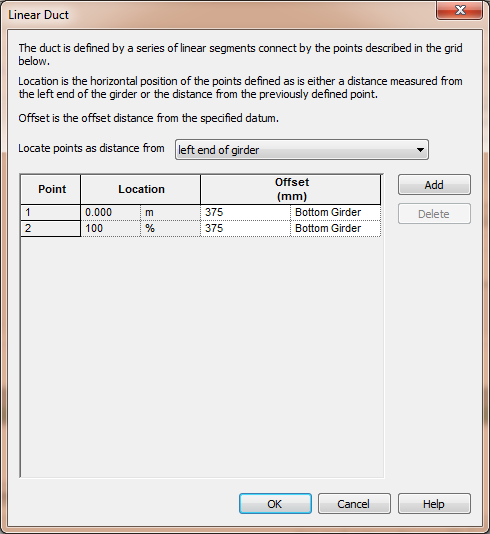 Linear Duct
The duct is defined by a series of linear segments connect by the points described in the grid
below.
Location is the horizontal position of the points defined as is either a distance measured from
the left end of the girder or the distance from the previously defined point.
Offset is the offset distance from the specified datum.
Locate points as distance from left end of girder
Point Location Offset
(mm)
1 0.000 m 375 Bottom Girder
2 100 % 375 Bottom Girder
Add
Delete
OK Cancel Help